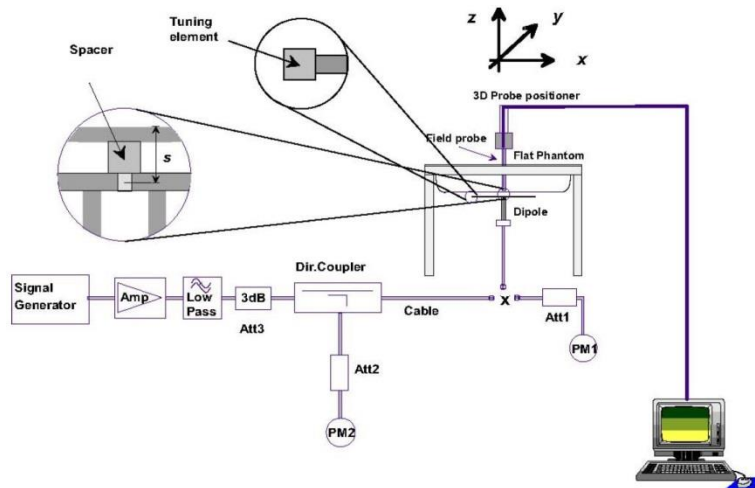 Tuning
element
Spacer
z
y
x
3D Probe positioner
Field probe
Flat Phantom
s
Dipole
Dir.Coupler
Signal
Generator
Amp
Low
Pass
3dB
Att3
Cable
x
Att1
PM1
Att2
PM2